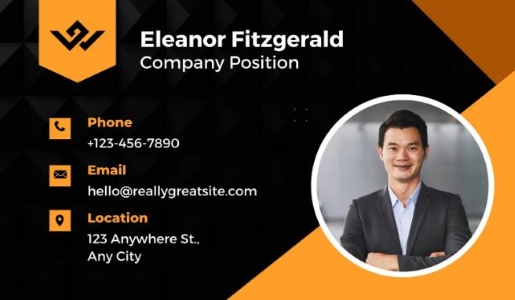 Eleanor Fitzgerald
Company Position
Phone
+123-456-7890
Email
hello@reallygreatsite.com
Location
123 Anywhere St.,
Any City